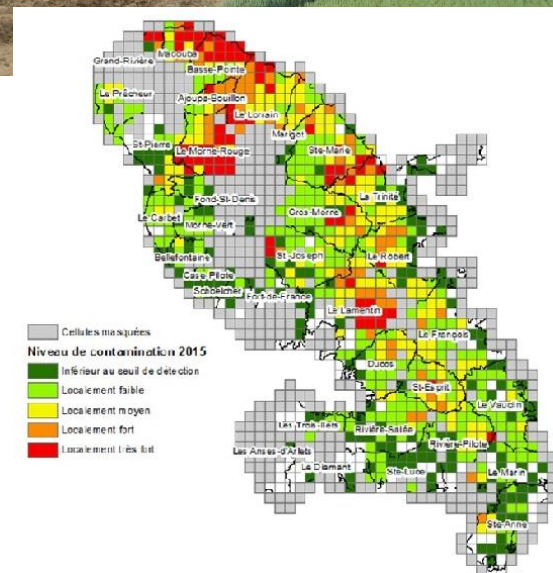 Macouba
Grand-Rivière
Basse-Pointe
Le Prêcheur
Ajoupa-Bouillon
Le Lorrain
Marigot
St-Pierre
Le Morne-Rouge
Ste-Marie
Fond-St-Denis
La Trinité
Le Carbet
Gros-Morne
Morne-Vert
Bellefontaine
St-Joseph
Le Robert
Case-Pilote
Schoelcher
Fort-de-France
Le Lamentin
Cellules masquées
Niveau de contamination 2015
Inférieur au seuil de détection
Localement faible
Localement moyen
Localement fort
Localement très fort
Le François
Ducos
St-Esprit
Le Vauclin
Les Trois-Ilets
Rivière-Salée
Rivière-Pilote
Les Anses-d'Arlets
Le Diamant
Ste-Luce
Le Marin
Ste-Anne